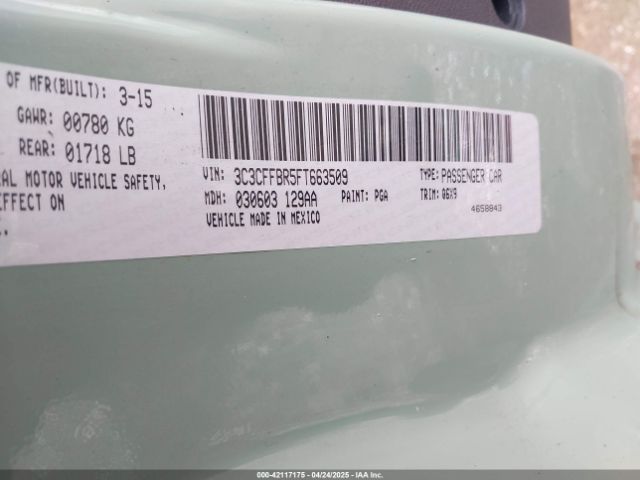 OF MFR(BUILT): 3-15
GAWR: 00780 KG
REAR: 01718 LB
AL MOTOR VEHICLE SAFETY,
EFFECT ON
VIN: 3C3CFFBR5FT663509 TYPE: PASSENGER CAR
MDH: 030603 129AA PAINT: PGA TRIM: Q6X9
VEHICLE MADE IN MEXICO 4658843
000-42117175 - 04/24/2025 - IAA Inc.